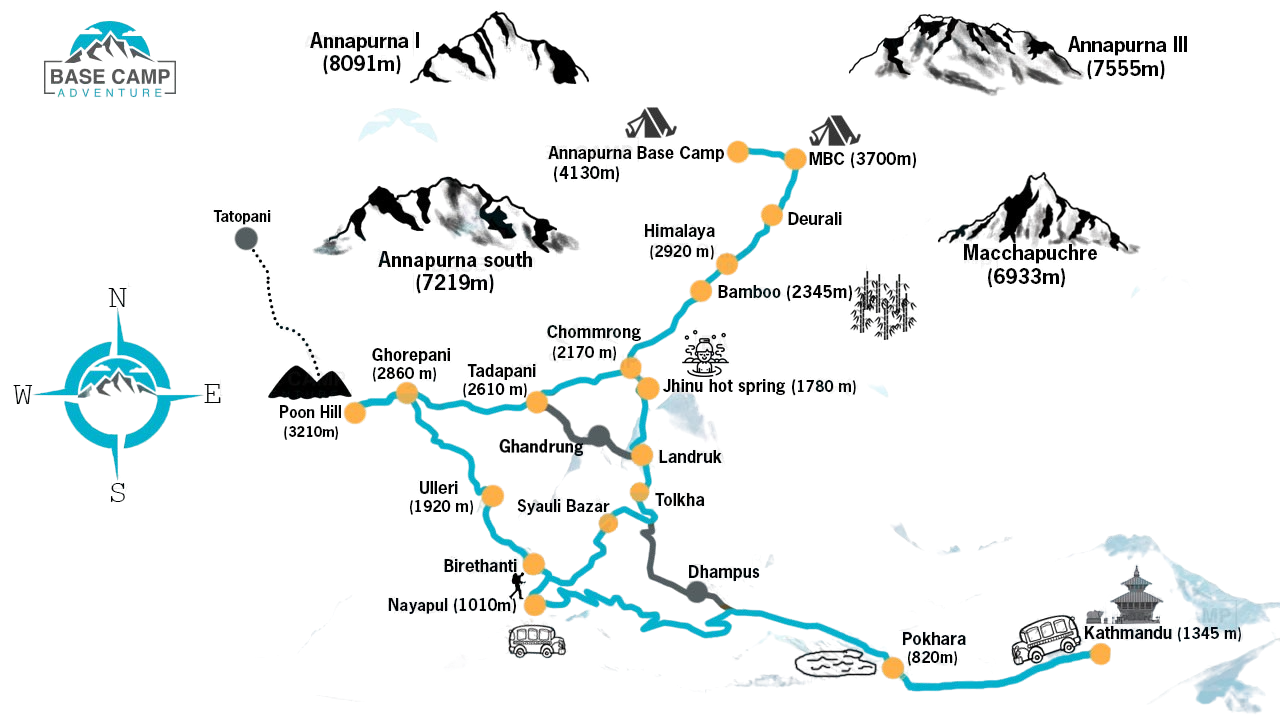 BASE CAMP
ADVENTURE
Annapurna I
(8091m)
Annapurna III
(7555m)
Annapurna Base Camp
(4130m)
MBC (3700m)
Tatopani
Deurali
Himalaya
(2920 m)
Annapurna south
(7219m)
Macchapuchre
(6933m)
Bamboo (2345m)
N
W
E
S
Chommrong
(2170 m)
Ghorepani
(2860 m)
Tadapani
(2610 m)
Jhinu hot spring (1780 m)
Poon Hill
(3210m)
Ghandrung
Landruk
Ulleri
(1920 m)
Syauli Bazar
Tolkha
Birethanti
Dhampus
Nayapul (1010m)
Pokhara
(820m)
Kathmandu (1345 m)